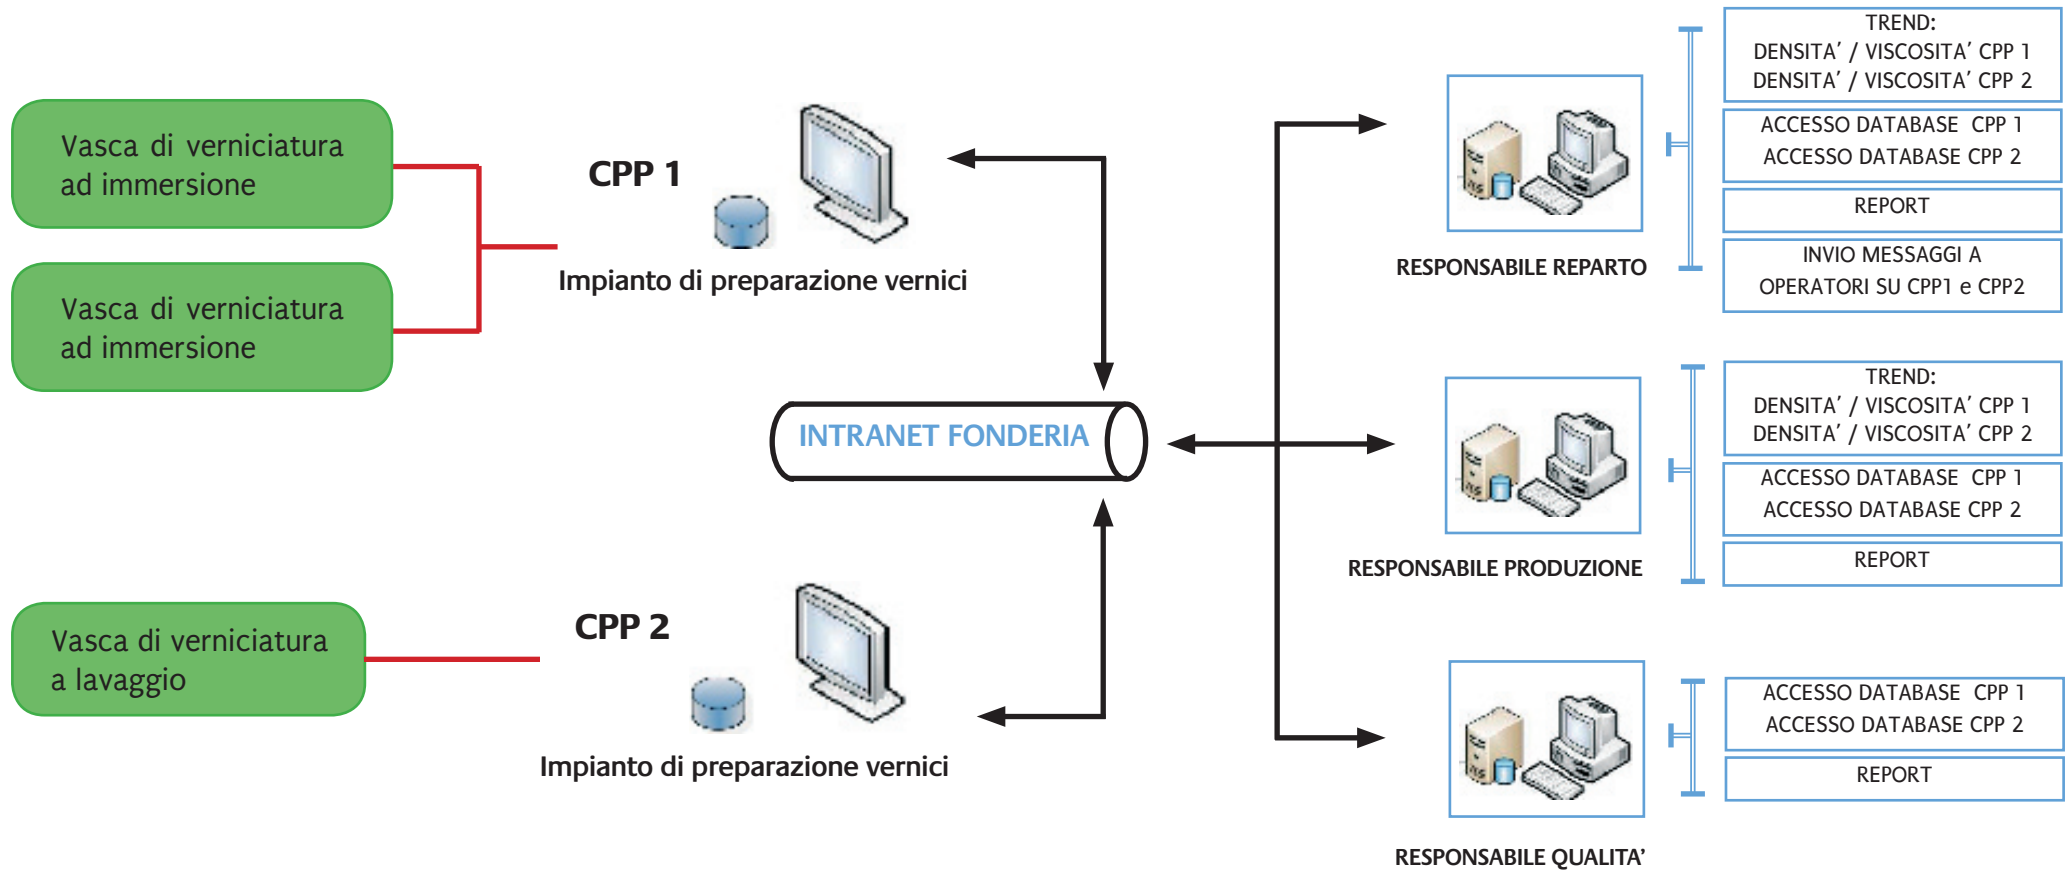 Vasca di verniciatura
ad immersione
Vasca di verniciatura
ad immersione
Vasca di verniciatura
a lavaggio
CPP 1
Impianto di preparazione vernici
CPP 2
Impianto di preparazione vernici
INTRANET FONDERIA
RESPONSABILE REPARTO
TREND:
DENSITA’ / VISCOSITA’ CPP 1
DENSITA’ / VISCOSITA’ CPP 2
ACCESSO DATABASE CPP 1
ACCESSO DATABASE CPP 2
REPORT
INVIO MESSAGGI A
OPERATORI SU CPP1 e CPP2
RESPONSABILE PRODUZIONE
TREND:
DENSITA’ / VISCOSITA’ CPP 1
DENSITA’ / VISCOSITA’ CPP 2
ACCESSO DATABASE CPP 1
ACCESSO DATABASE CPP 2
REPORT
RESPONSABILE QUALITA’
ACCESSO DATABASE CPP 1
ACCESSO DATABASE CPP 2
REPORT